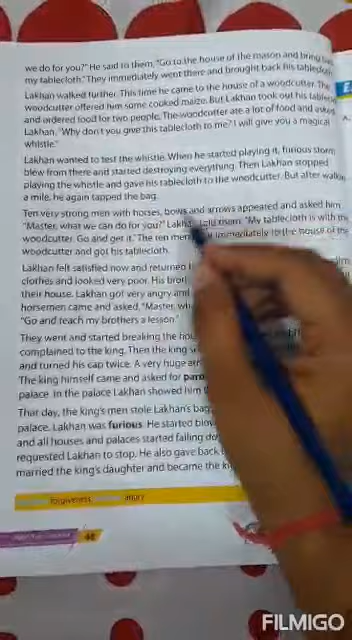 we do for you?" He said to them, "Go to the house of the mason and bring
my tablecloth." They immediately went there and brought back his tablecloth.
Lakhan walked further. This time he came to the house of a woodcutter. The
woodcutter offered him some cooked maize. But Lakhan took out his
and ordered food for two people. The woodcutter ate a lot of food and asked
Lakhan, "Why don't you give this tablecloth to me? I will give you a magical
whistle."
Lakhan wanted to test the whistle. When he started playing it, furious storm
blew from there and started destroying everything. Then Lakhan stopped
playing the whistle and gave his tablecloth to the woodcutter. But after
a mile, he again tapped the bag.
Ten very strong men with horses, bows and arrows appeared and asked him
"Master, what we can do for you?" told them. "My tablecloth is with the
woodcutter. Go and get it." The ten men immediately to the house of the
woodcutter and got his tablecloth.
Lakhan felt satisfied now and returned
clothes and looked very poor. His
their house. Lakhan got very angry and
horsemen came and asked, "Master,
"Go and teach my brothers a lesson."
They went and started breaking the
complained to the king. Then the king
and turned his cap twice. A very huge
The king himself came and asked for
palace. In the palace Lakhan showed him
That day, the king's men stole Lakhan's bag
palace. Lakhan was furious. He started
and all houses and palaces started falling
requested Lakhan to stop. He also gave back
married the king's daughter and became the
forgiveness injury
FILMIGO